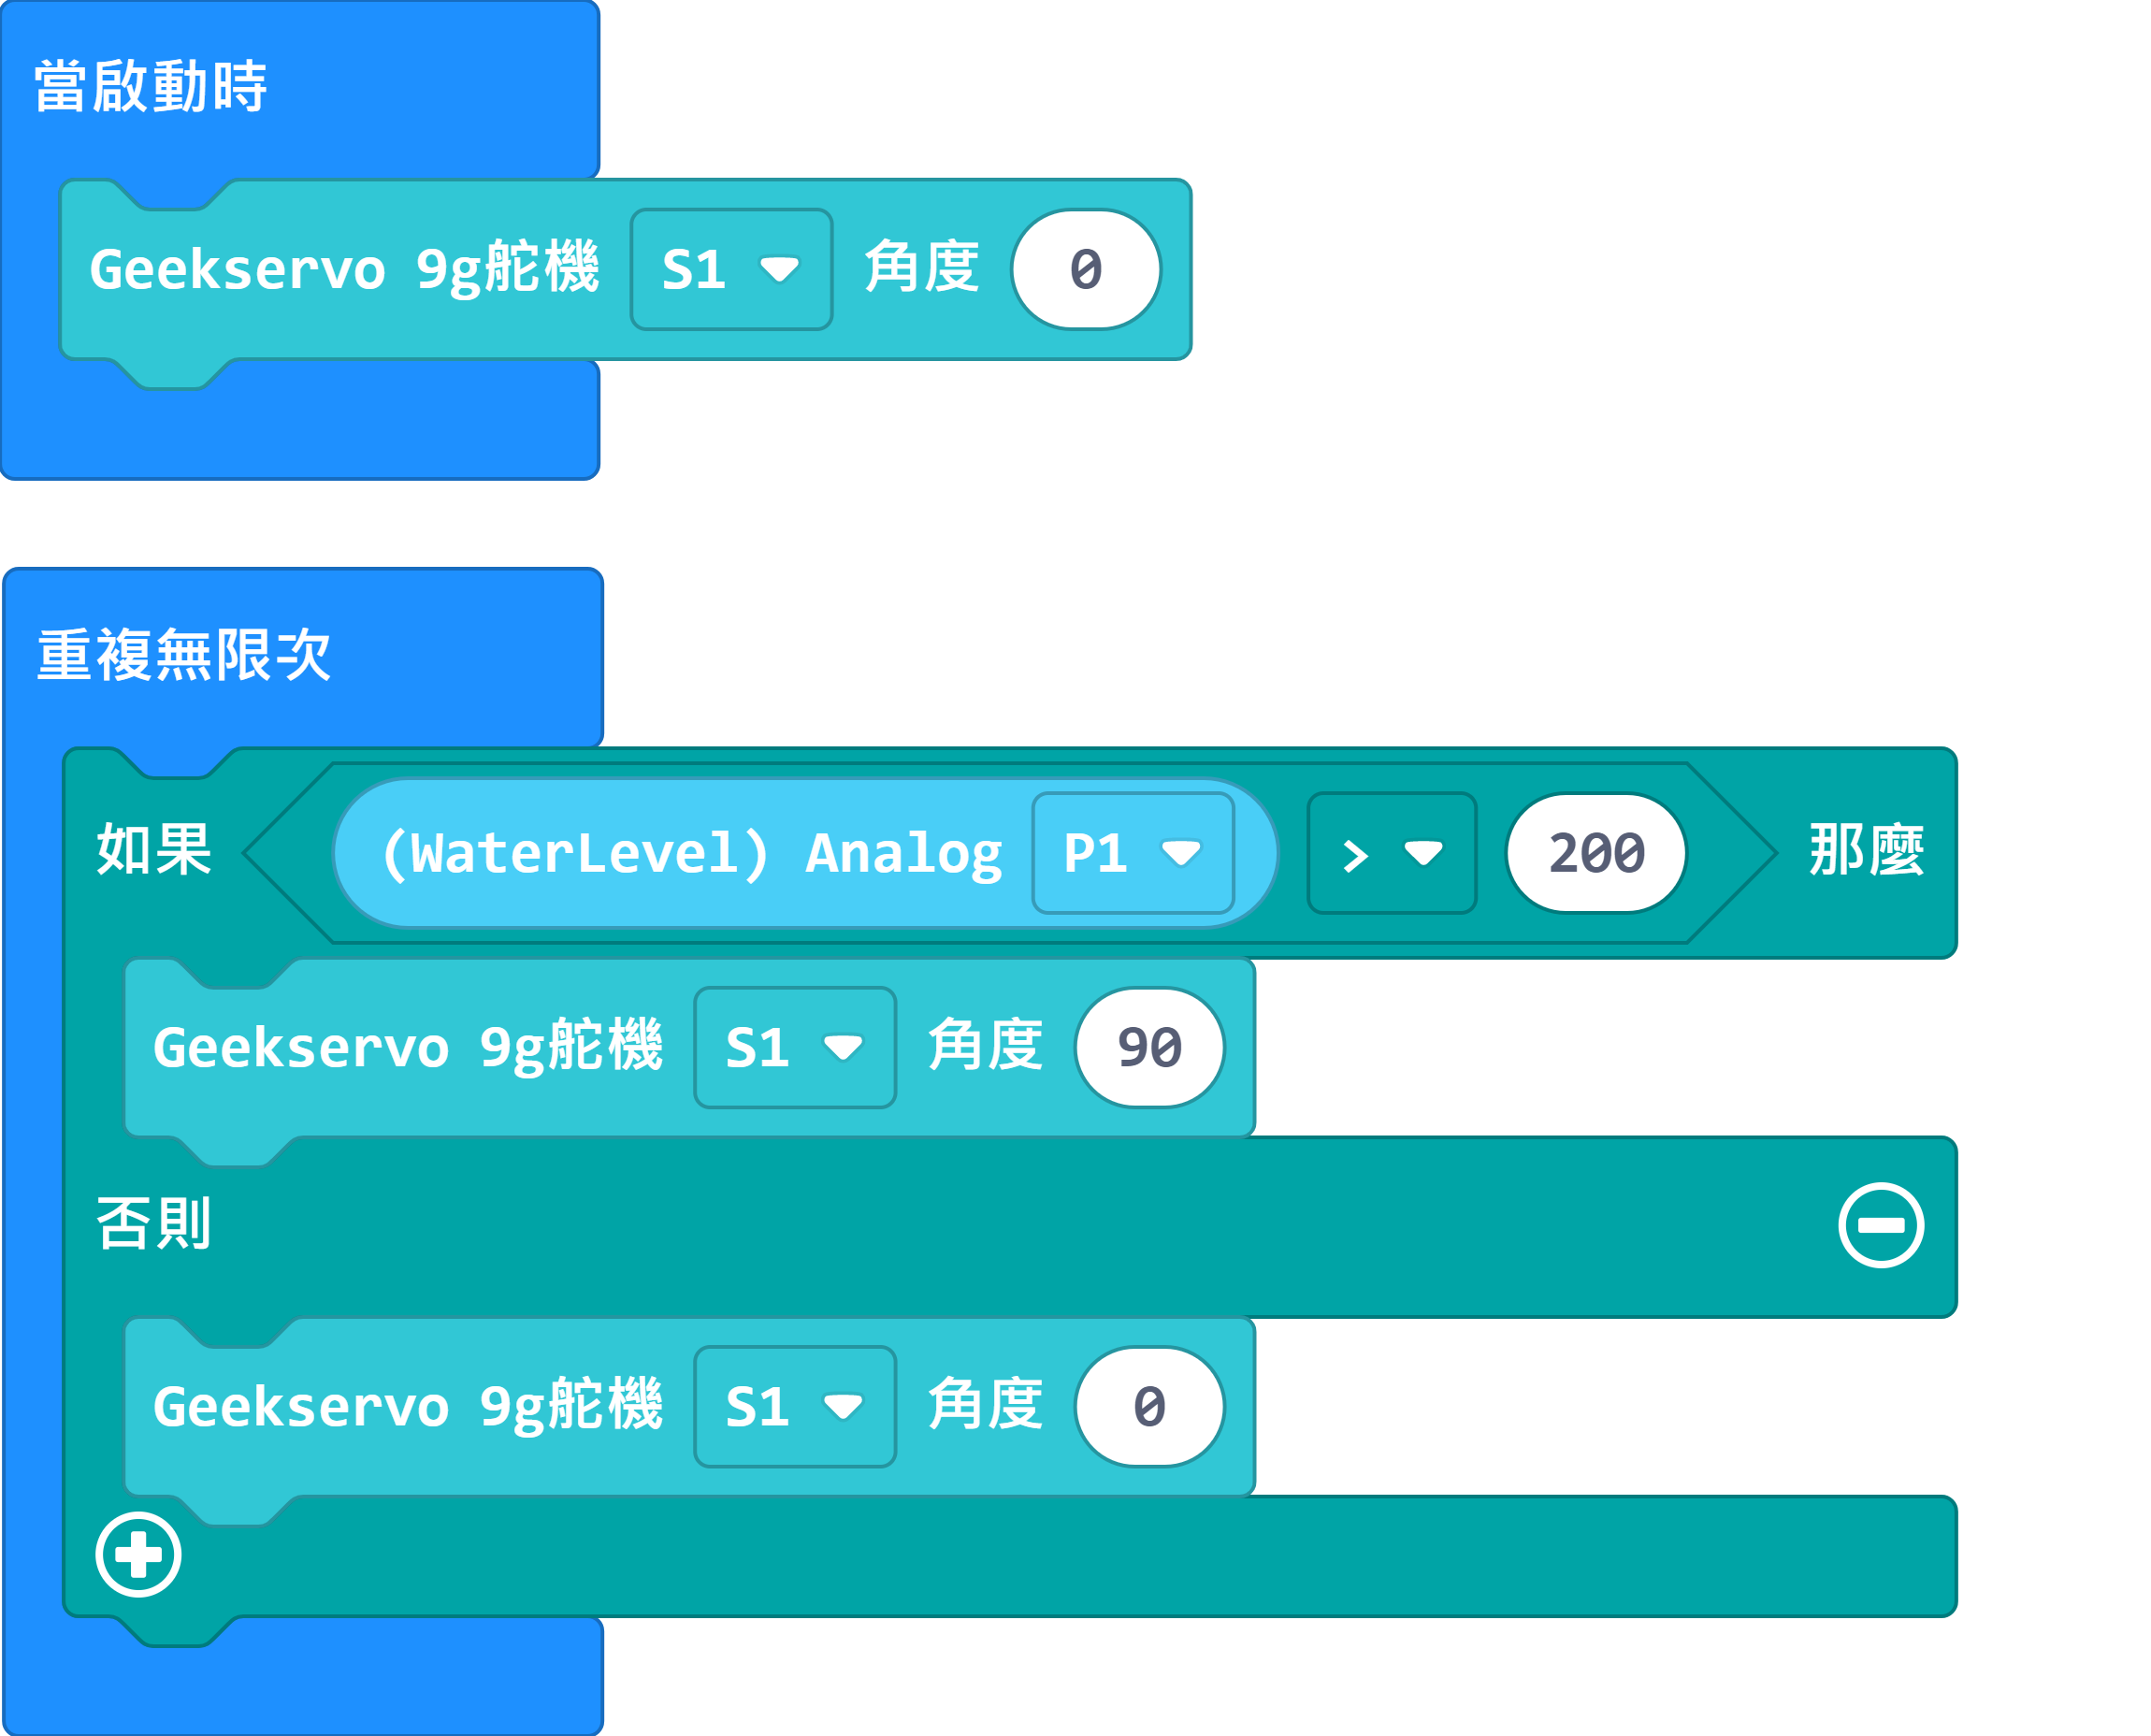 當啟動時
Geekservo 9g舵機 S1 角度 0
重複無限次
如果 (WaterLevel) Analog P1 > 200 那麼
Geekservo 9g舵機 S1 角度 90
否則
Geekservo 9g舵機 S1 角度 0